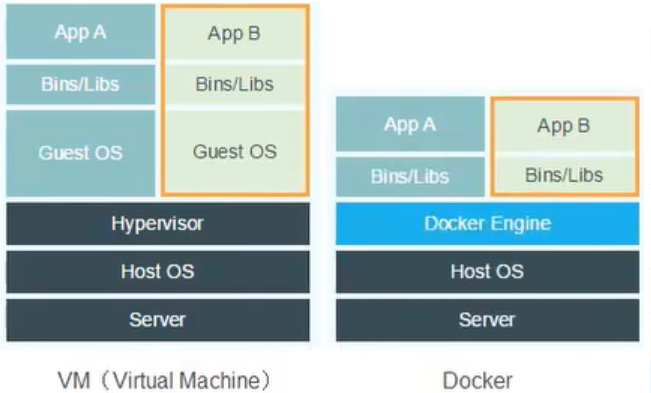 App A
App B
Bins/Libs
Bins/Libs
Guest OS
Guest OS
Hypervisor
Host OS
Server
VM（Virtual Machine）
App A
App B
Bins/Libs
Bins/Libs
Docker Engine
Host OS
Server
Docker